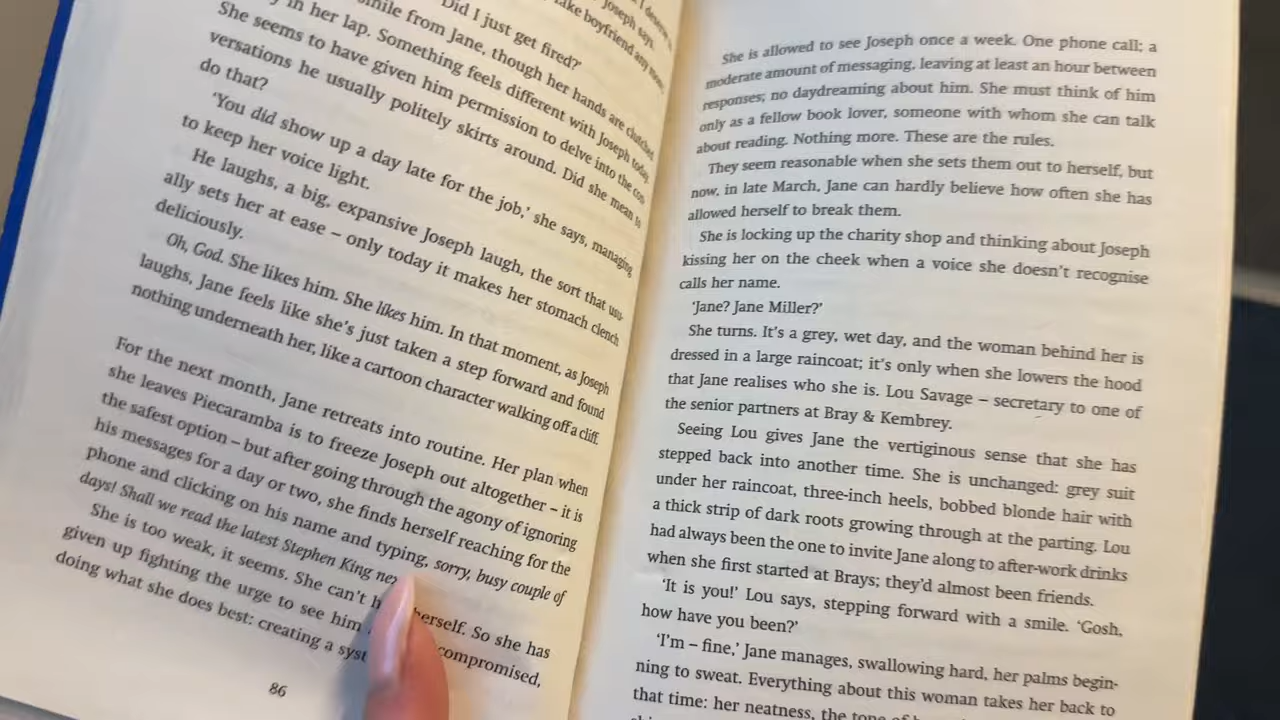 I deserve a
Joseph says.
fake boyfriend any more
Did I just get fired?
smile from Jane, though her hands are clutched
in her lap. Something feels different with Joseph today.
She seems to have given him permission to delve into the con
versations he usually politely skirts around. Did she mean to
do that?
‘You did show up a day late for the job,’ she says, managing
to keep her voice light.
He laughs, a big, expansive Joseph laugh, the sort that usu-
ally sets her at ease – only today it makes her stomach clench
deliciously.
Oh, God. She likes him. She likes him. In that moment, as Joseph
laughs, Jane feels like she’s just taken a step forward and found
nothing underneath her, like a cartoon character walking off a cliff.
For the next month, Jane retreats into routine. Her plan when
she leaves Piecaramba is to freeze Joseph out altogether – it is
the safest option – but after going through the agony of ignoring
his messages for a day or two, she finds herself reaching for the
phone and clicking on his name and typing, sorry, busy couple of
days! Shall we read the latest Stephen King nex
She is too weak, it seems. She can’t h erself. So she has
given up fighting the urge to see him compromised,
doing what she does best: creating a syst
86
She is allowed to see Joseph once a week. One phone call; a
moderate amount of messaging, leaving at least an hour between
responses; no daydreaming about him. She must think of him
only as a fellow book lover, someone with whom she can talk
about reading. Nothing more. These are the rules.
They seem reasonable when she sets them out to herself, but
now, in late March, Jane can hardly believe how often she has
allowed herself to break them.
She is locking up the charity shop and thinking about Joseph
kissing her on the cheek when a voice she doesn’t recognise
calls her name.
‘Jane? Jane Miller?’
She turns. It’s a grey, wet day, and the woman behind her is
dressed in a large raincoat; it’s only when she lowers the hood
that Jane realises who she is. Lou Savage – secretary to one of
the senior partners at Bray & Kembrey.
Seeing Lou gives Jane the vertiginous sense that she has
stepped back into another time. She is unchanged: grey suit
under her raincoat, three-inch heels, bobbed blonde hair with
a thick strip of dark roots growing through at the parting. Lou
had always been the one to invite Jane along to after-work drinks
when she first started at Brays; they’d almost been friends.
‘It is you!’ Lou says, stepping forward with a smile. ‘Gosh,
how have you been?’
‘I’m – fine,’ Jane manages, swallowing hard, her palms begin-
ning to sweat. Everything about this woman takes her back to
that time: her neatness, the tone of